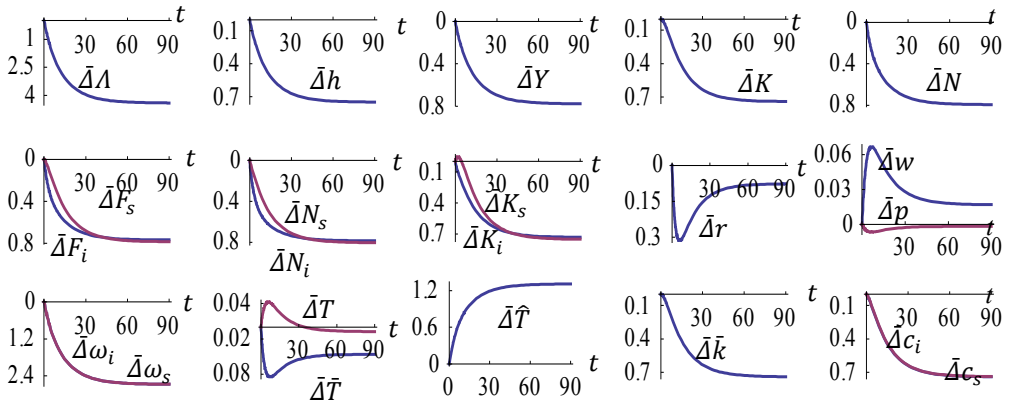 t
1
30 60 90
2.5
4
Δ̄Λ
t
0.1
30 60 90
0.4
0.7
Δ̄h
t
0
30 60 90
0.4
0.8
Δ̄Y
t
0.1
30 60 90
0.4
0.7
Δ̄K
t
0
30 60 90
0.4
0.8
Δ̄N
t
0
30 60 90
0.4
0.8
Δ̄F_s
Δ̄F_i
t
0
30 60 90
0.4
0.8
Δ̄N_s
Δ̄N_i
t
0.1
30 60 90
0.4
0.7
Δ̄K_s
Δ̄K_i
t
0
30 60 90
0.15
0.3
Δ̄r
0.06
0.03
0
Δ̄w
Δ̄p
t
30 60 90
t
0
30 60 90
1.2
2.4
Δ̄ω_i
Δ̄ω_s
0.04
0.02
0.08
Δ̄T
t
30 60 90
Δ̄T̄
1.2
0.6
0
Δ̄T̂
t
0 30 60 90
t
0.1
30 60 90
0.4
0.7
Δ̄k̄
t
0.1
30 60 90
0.4
0.7
Δ̄c_i
Δ̄c_s